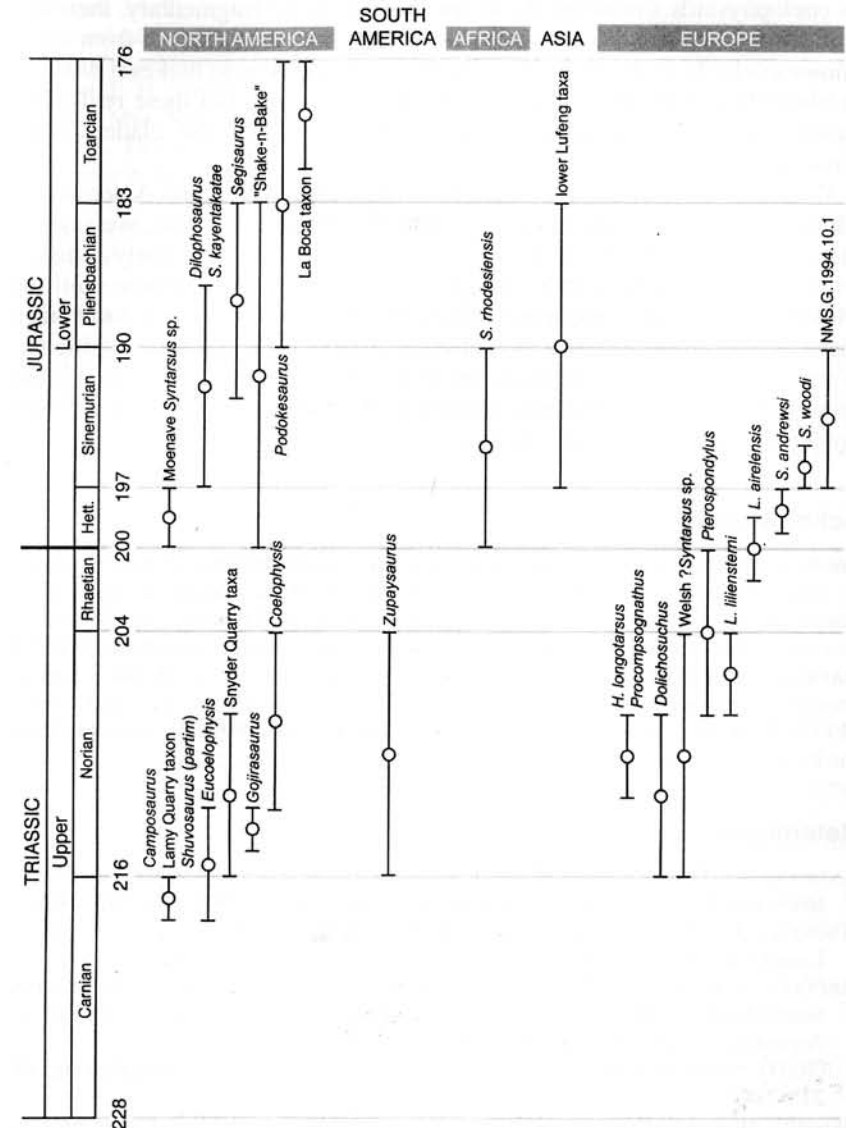 SOUTH
AMERICA
NORTH AMERICA
AFRICA
ASIA
EUROPE
JURASSIC
Lower
Toarcian
Pliensbachian
Sinemurian
Hett.
TRIASSIC
Upper
Rhaetian
Norian
Carnian
176
183
190
197
200
204
216
228
Moenave Syntarsus sp.
Dilophosaurus
S. kayentakatae
Segisaurus
"Shake-n-Bake"
Podokesaurus
La Boca taxon
Camposaurus
Lamy Quarry taxon
Shuvosaurus (partim)
Eucoelophysis
Snyder Quarry taxa
Gojirasaurus
Coelophysis
Zupaysaurus
S. rhodesiensis
lower Lufeng taxa
H. longotarsus
Procompsognathus
Dolichosuchus
Welsh ?Syntarsus sp.
Pterospondylus
L. liliensterni
L. airelensis
S. andrewsi
S. woodi
NMS.G.1994.10.1